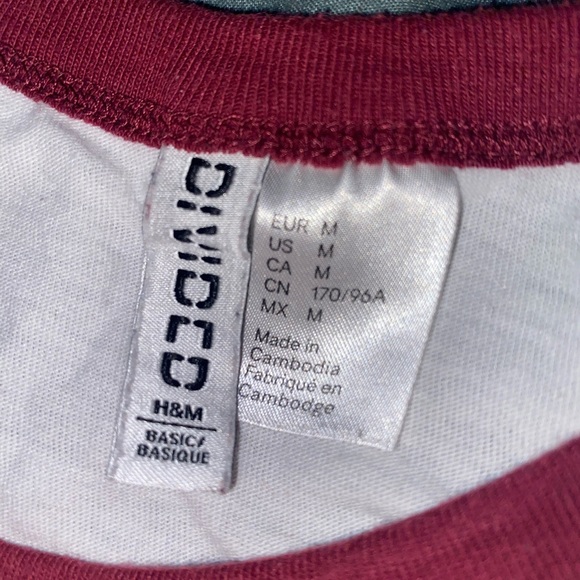 DIVIDED
H&M
BASIC/
BASIQUE
EUR M
US M
CA M
CN 170/96A
MX M
Made in
Cambodia
Fabriqué en
Cambodge